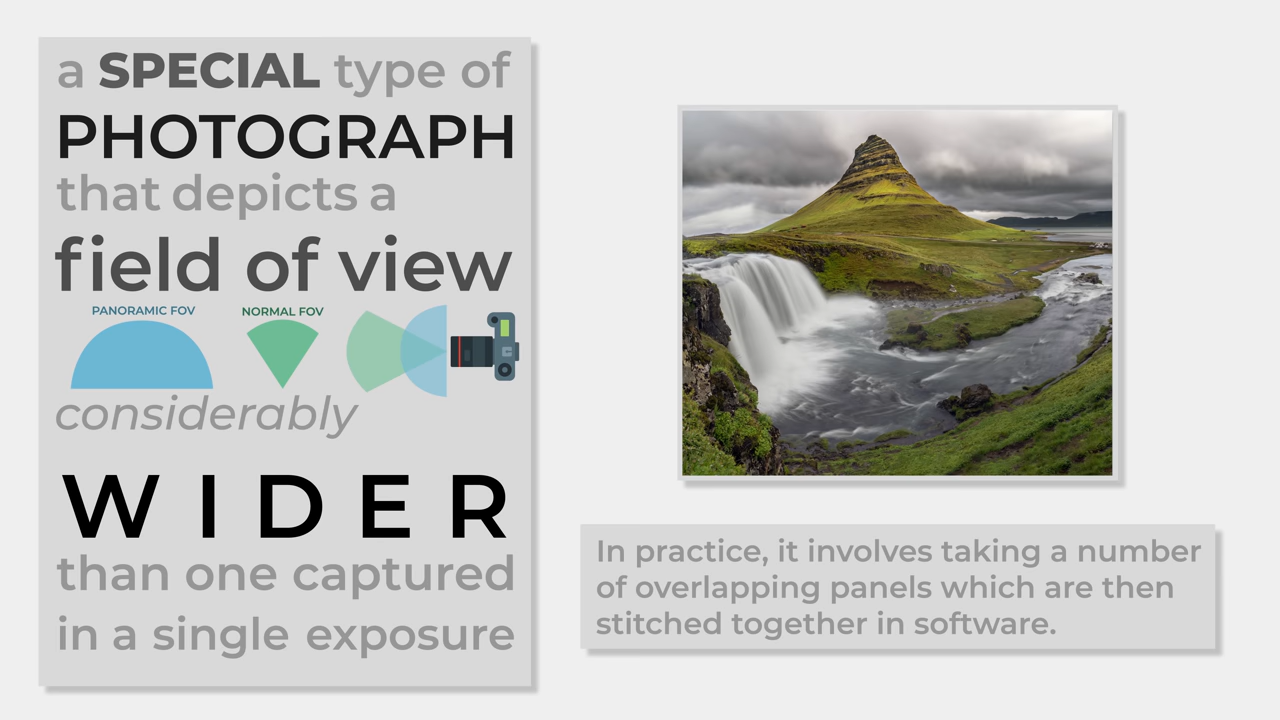 a SPECIAL type of
PHOTOGRAPH
that depicts a
field of view
PANORAMIC FOV
NORMAL FOV
considerably
WIDER
than one captured
in a single exposure
In practice, it involves taking a number
of overlapping panels which are then
stitched together in software.